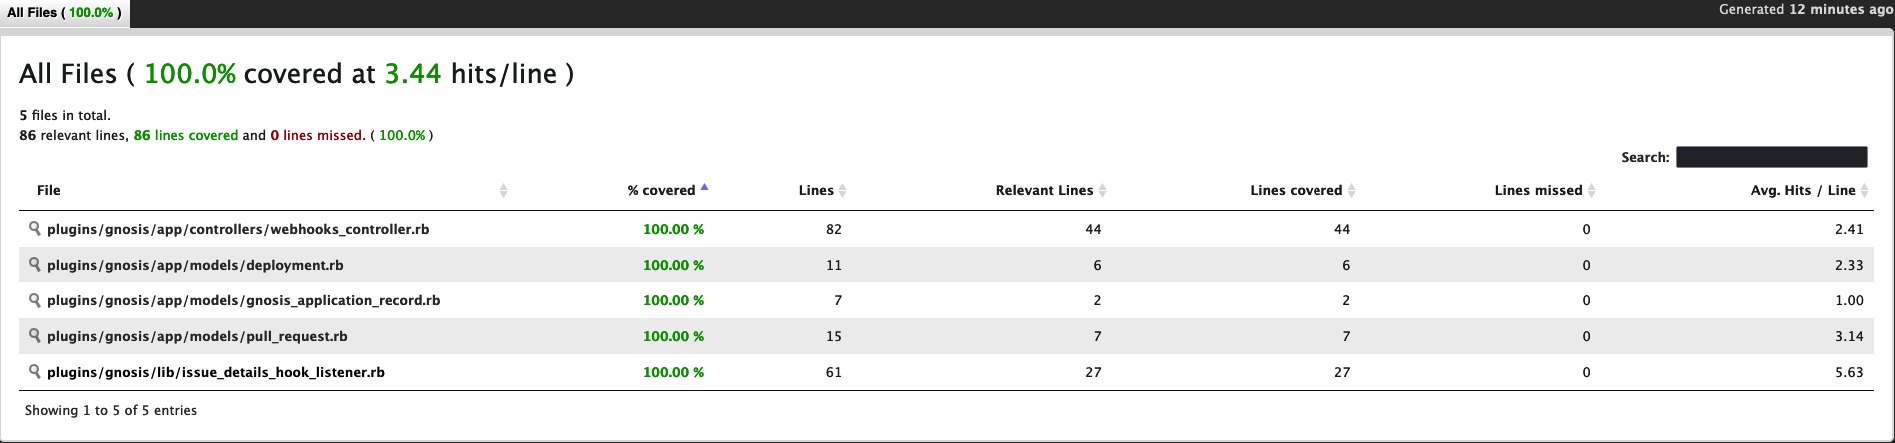 All Files ( 100.0% )
Generated 12 minutes ago
All Files ( 100.0% covered at 3.44 hits/line )
5 files in total.
86 relevant lines, 86 lines covered and 0 lines missed. ( 100.0% )
Search:
File % covered Lines Relevant Lines Lines covered Lines missed Avg. Hits / Line
plugins/gnosis/app/controllers/webhooks_controller.rb 100.00 % 82 44 44 0 2.41
plugins/gnosis/app/models/deployment.rb 100.00 % 11 6 6 0 2.33
plugins/gnosis/app/models/gnosis_application_record.rb 100.00 % 7 2 2 0 1.00
plugins/gnosis/app/models/pull_request.rb 100.00 % 15 7 7 0 3.14
plugins/gnosis/lib/issue_details_hook_listener.rb 100.00 % 61 27 27 0 5.63
Showing 1 to 5 of 5 entries